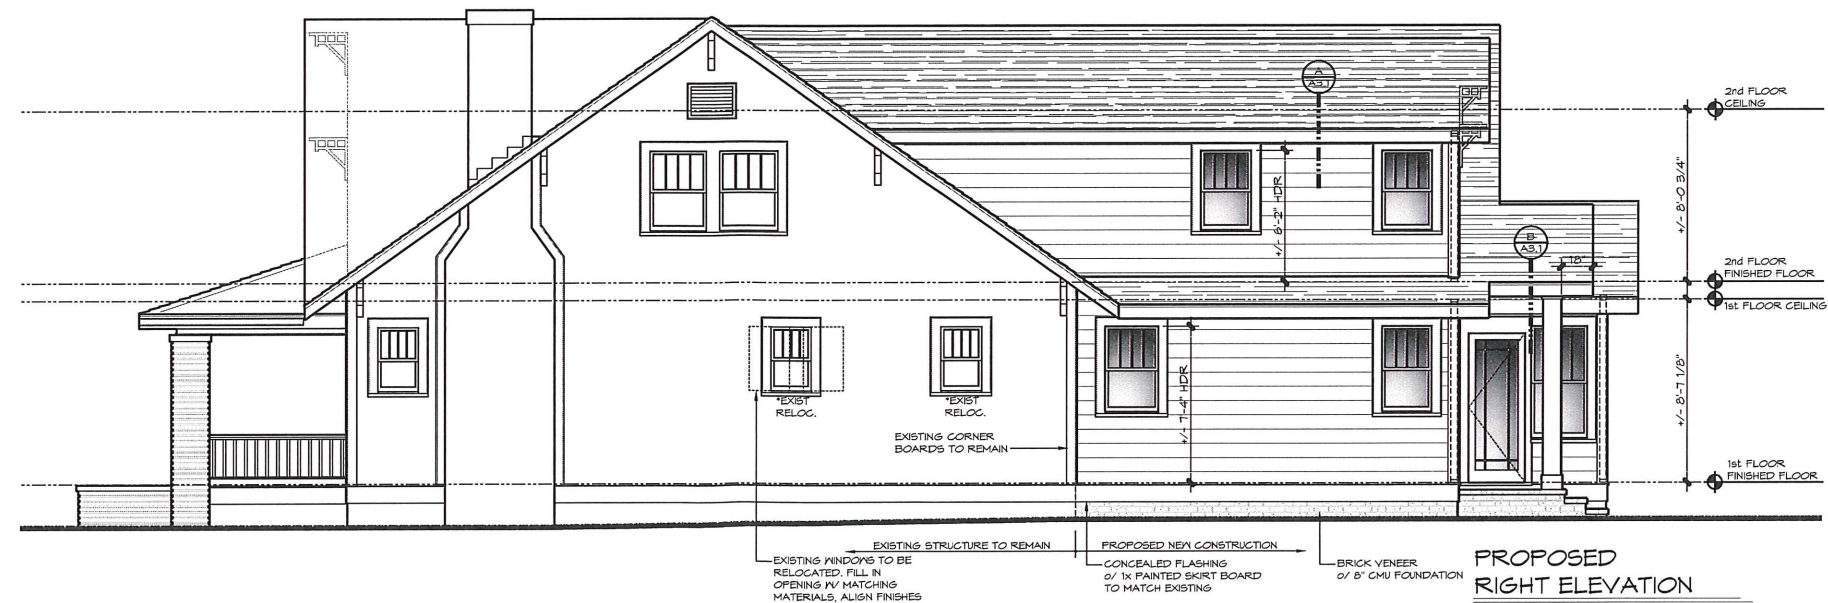 A
A3.1
2nd FLOOR
CEILING
+/- 8'-0 3/4"
+/- 6'-2" HDR
B
A3.1
18"
2nd FLOOR
FINISHED FLOOR
1st FLOOR CEILING
+/- 8'-7 1/8"
+/- 7'-4" HDR
*EXIST
RELOC.
*EXIST
RELOC.
EXISTING CORNER
BOARDS TO REMAIN
1st FLOOR
FINISHED FLOOR
EXISTING STRUCTURE TO REMAIN
PROPOSED NEW CONSTRUCTION
EXISTING WINDOWS TO BE
RELOCATED. FILL IN
OPENING W/ MATCHING
MATERIALS, ALIGN FINISHES
CONCEALED FLASHING
o/ 1x PAINTED SKIRT BOARD
TO MATCH EXISTING
BRICK VENEER
o/ 8" CMU FOUNDATION
PROPOSED
RIGHT ELEVATION